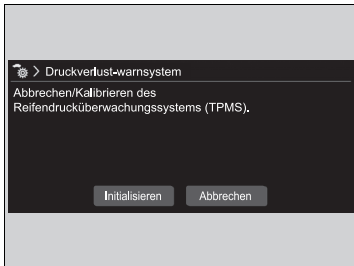 > Druckverlust-warnsystem
Abbrechen/Kalibrieren des
Reifendrucküberwachungssystems (TPMS).
Initialisieren Abbrechen